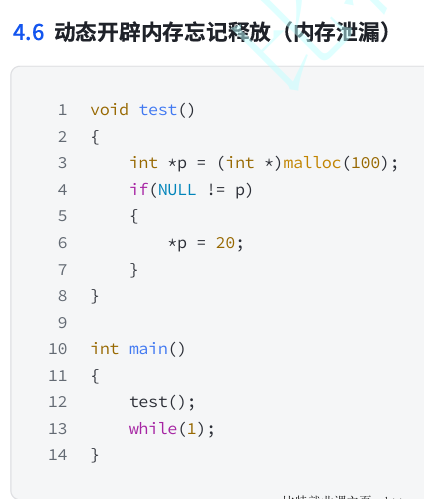 4.6 动态开辟内存忘记释放（内存泄漏）
1 void test()
2 {
3     int *p = (int *)malloc(100);
4     if(NULL != p)
5     {
6         *p = 20;
7     }
8 }
9
10 int main()
11 {
12     test();
13     while(1);
14 }